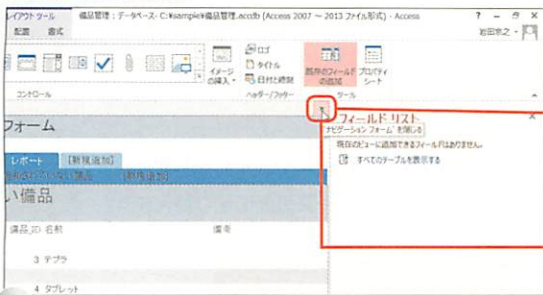 レイアウト ツール
備品管理：データベース- C:¥sample¥備品管理.accdb (Access 2007 ～ 2013 ファイル形式) - Access
? － ❐ ×
配置 書式
岩田宗之
ロゴ
タイトル
日付と時刻
イメージの挿入
既存のフィールドの追加
プロパティシート
コントロール
ヘッダー/フッター
ツール
フォーム
フィールド リスト
'ナビゲーション フォーム' を閉じる
現在のビューに追加できるフィールドはありません。
すべてのテーブルを表示する
レポート [新規追加]
[新規追加]
い備品
備品_ID 名前 備考
3 テプラ
4 タブレット